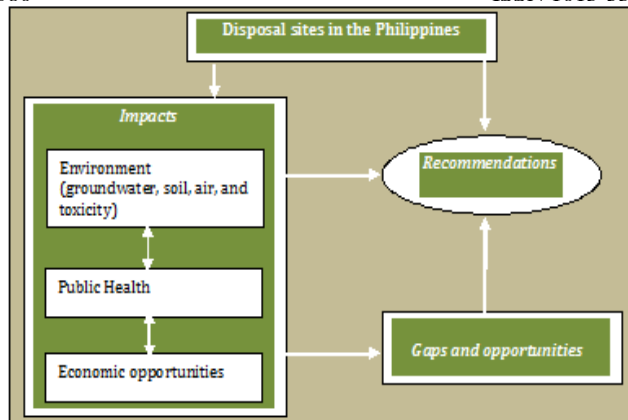 Disposal sites in the Philippines
Impacts
Environment
(groundwater, soil, air, and
toxicity)
Public Health
Economic opportunities
Recommendations
Gaps and opportunities